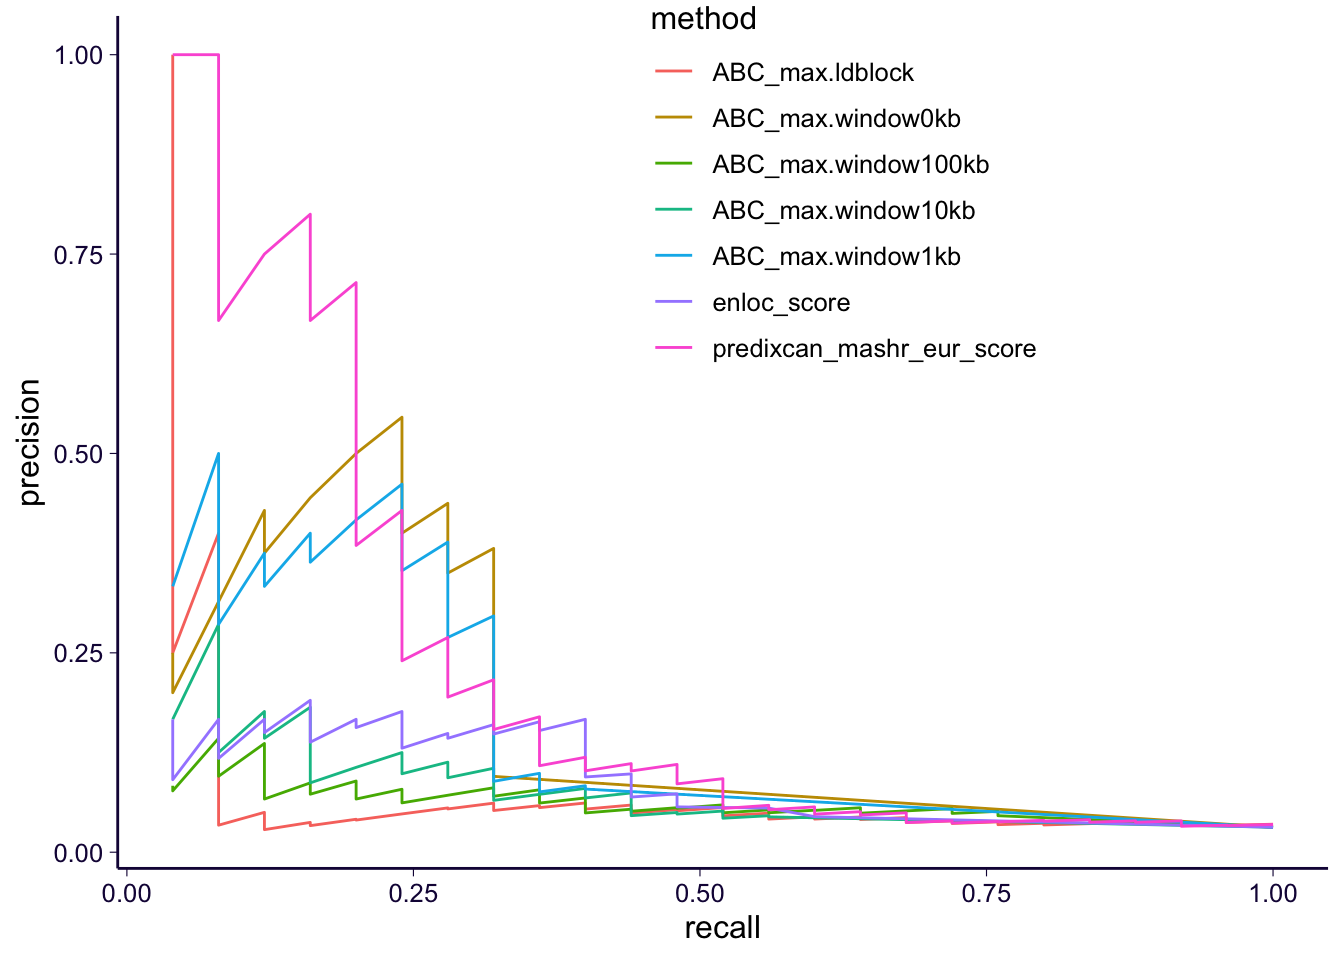 method
ABC_max.ldblock
ABC_max.window0kb
ABC_max.window100kb
ABC_max.window10kb
ABC_max.window1kb
enloc_score
predixcan_mashr_eur_score
precision
1.00
0.75
0.50
0.25
0.00
0.00 0.25 0.50 0.75 1.00
recall